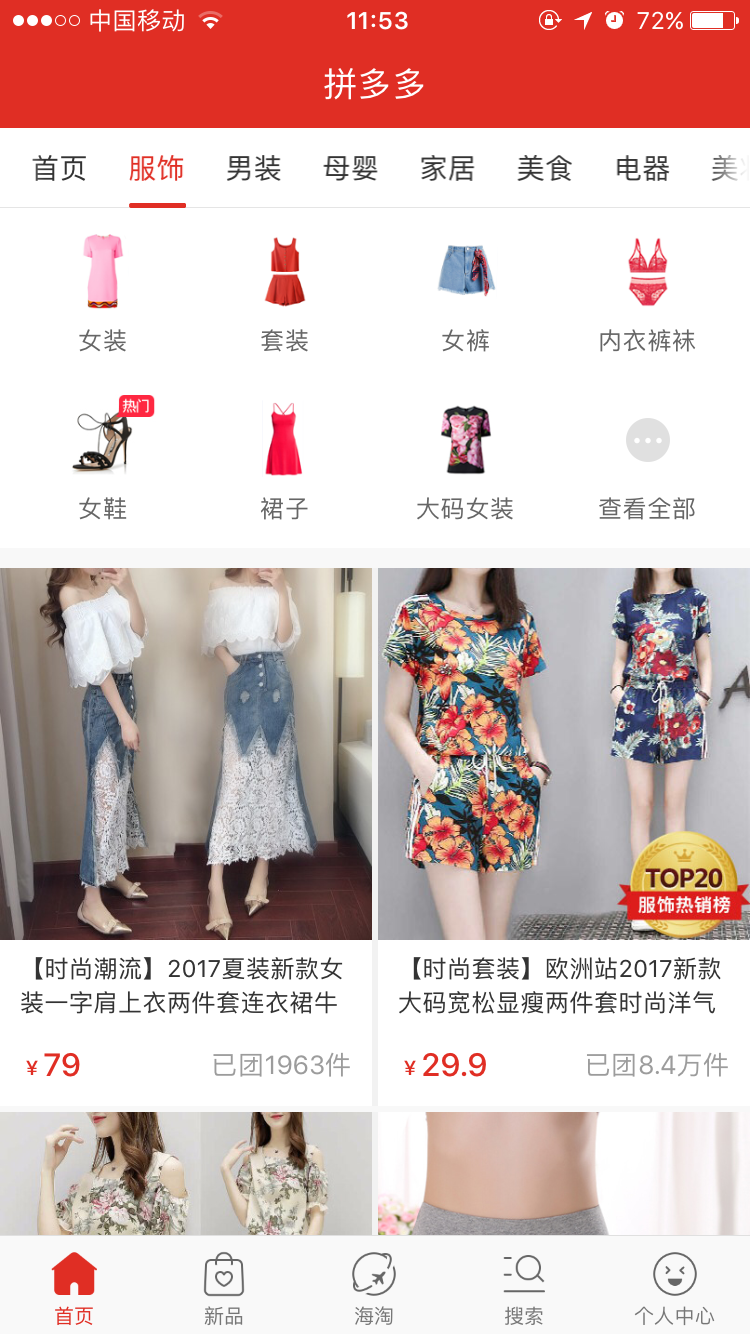 中国移动
11:53
72%
拼多多
首页 服饰 男装 母婴 家居 美食 电器
女装 套装 女裤 内衣裤袜
热门
女鞋 裙子 大码女装 查看全部
TOP20
服饰热销榜
【时尚潮流】2017夏装新款女
装一字肩上衣两件套连衣裙牛
¥ 79 已团1963件
【时尚套装】欧洲站2017新款
大码宽松显瘦两件套时尚洋气
¥ 29.9 已团8.4万件
首页 新品 海淘 搜索 个人中心